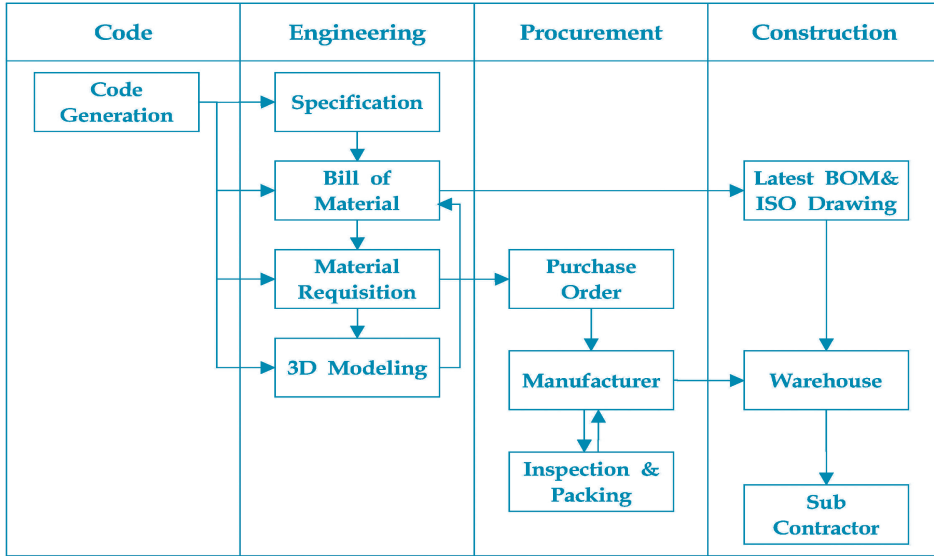 Code
Engineering
Procurement
Construction
Code
Generation
Specification
Bill of
Material
Latest BOM&
ISO Drawing
Material
Requisition
Purchase
Order
3D Modeling
Manufacturer
Warehouse
Inspection &
Packing
Sub
Contractor